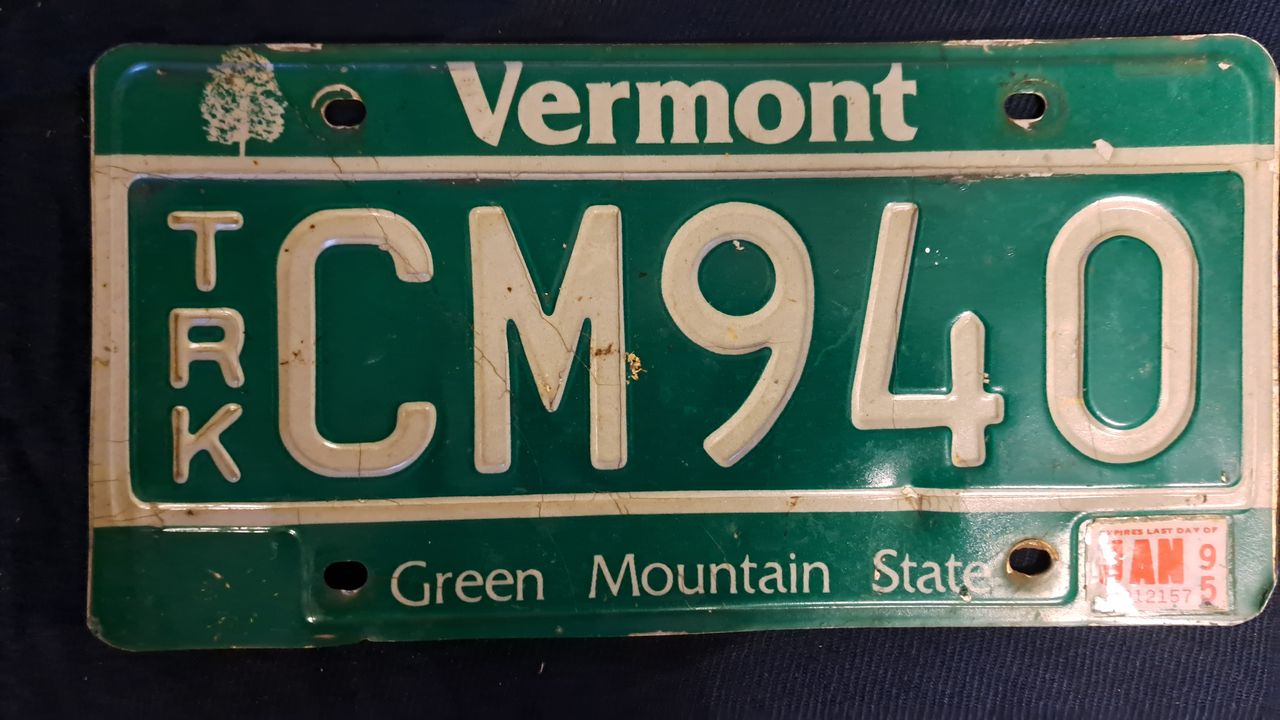 Vermont
TRK
CM940
Green Mountain State
EXPIRES LAST DAY OF
JAN 95